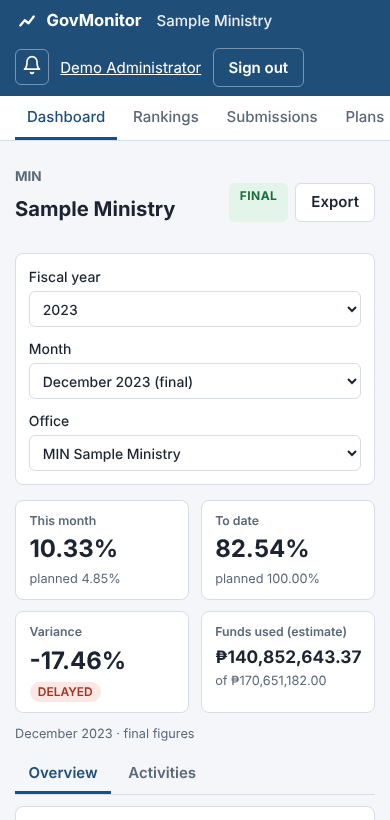 GovMonitor Sample Ministry
Demo Administrator Sign out
Dashboard Rankings Submissions Plans
MIN
Sample Ministry
FINAL Export
Fiscal year
2023
Month
December 2023 (final)
Office
MIN Sample Ministry
This month
10.33%
planned 4.85%
To date
82.54%
planned 100.00%
Variance
-17.46%
DELAYED
Funds used (estimate)
₱140,852,643.37
of ₱170,651,182.00
December 2023 · final figures
Overview Activities